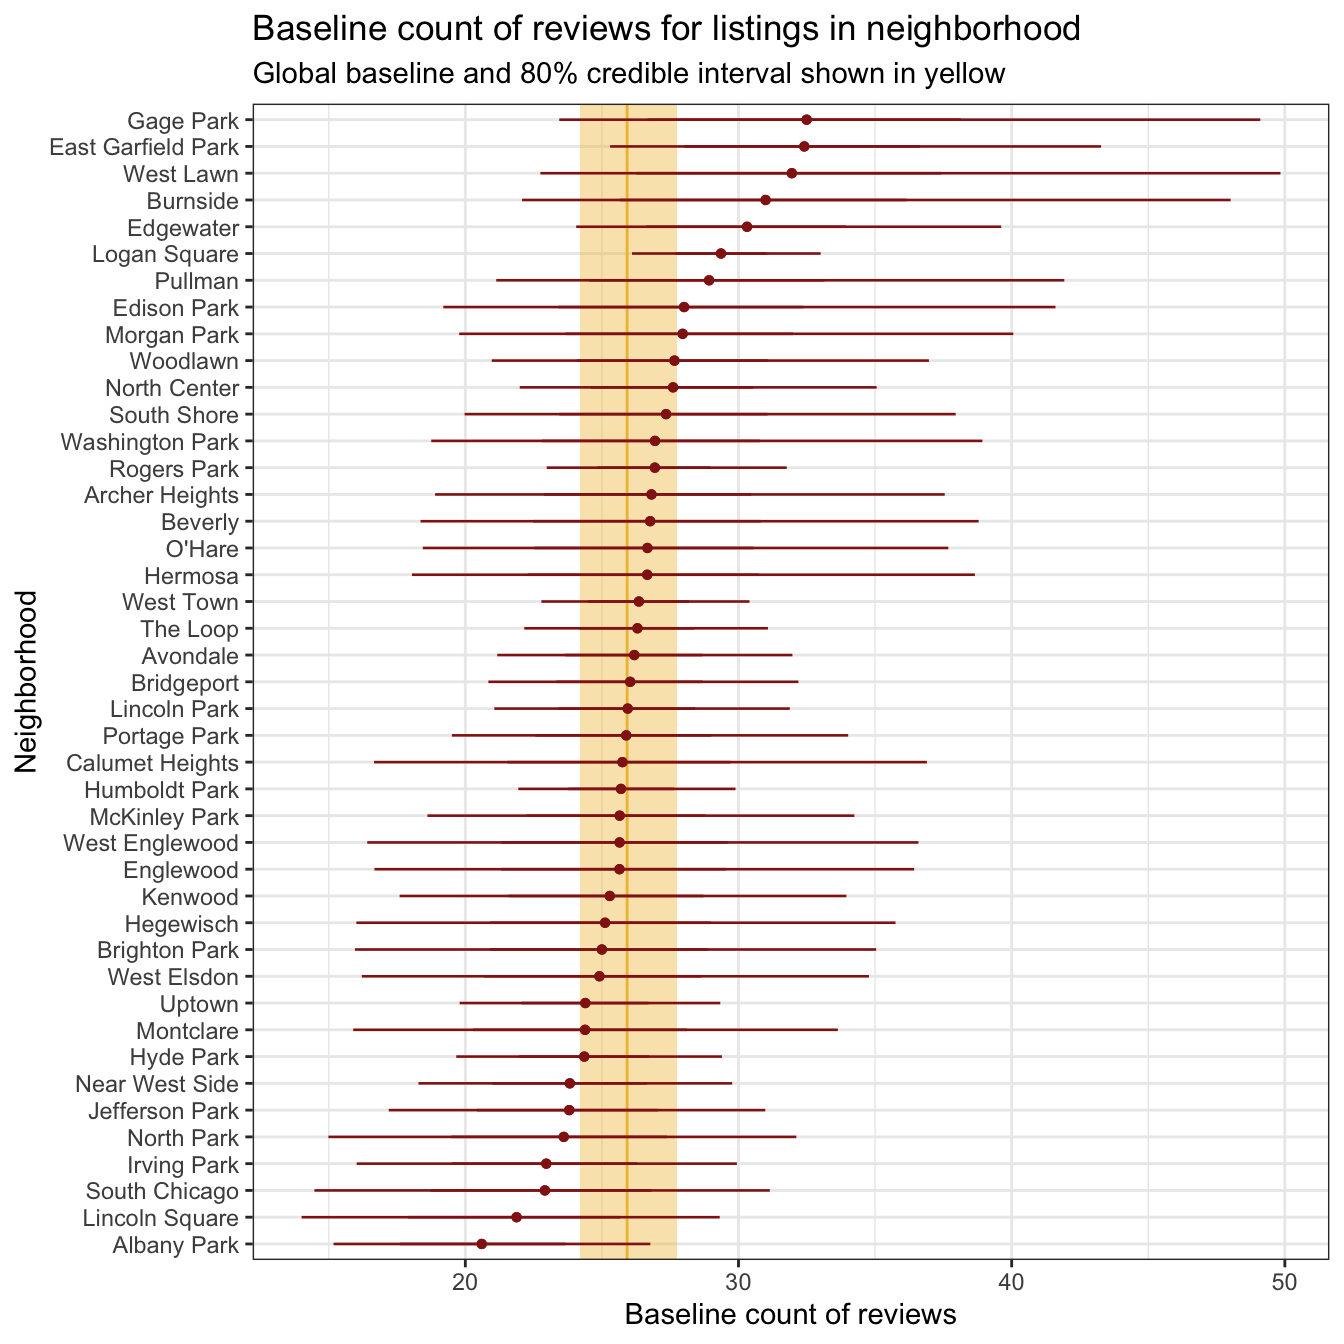 Baseline count of reviews for listings in neighborhood
Global baseline and 80% credible interval shown in yellow
Neighborhood
Gage Park
East Garfield Park
West Lawn
Burnside
Edgewater
Logan Square
Pullman
Edison Park
Morgan Park
Woodlawn
North Center
South Shore
Washington Park
Rogers Park
Archer Heights
Beverly
O'Hare
Hermosa
West Town
The Loop
Avondale
Bridgeport
Lincoln Park
Portage Park
Calumet Heights
Humboldt Park
McKinley Park
West Englewood
Englewood
Kenwood
Hegewisch
Brighton Park
West Elsdon
Uptown
Montclare
Hyde Park
Near West Side
Jefferson Park
North Park
Irving Park
South Chicago
Lincoln Square
Albany Park
20 30 40 50
Baseline count of reviews